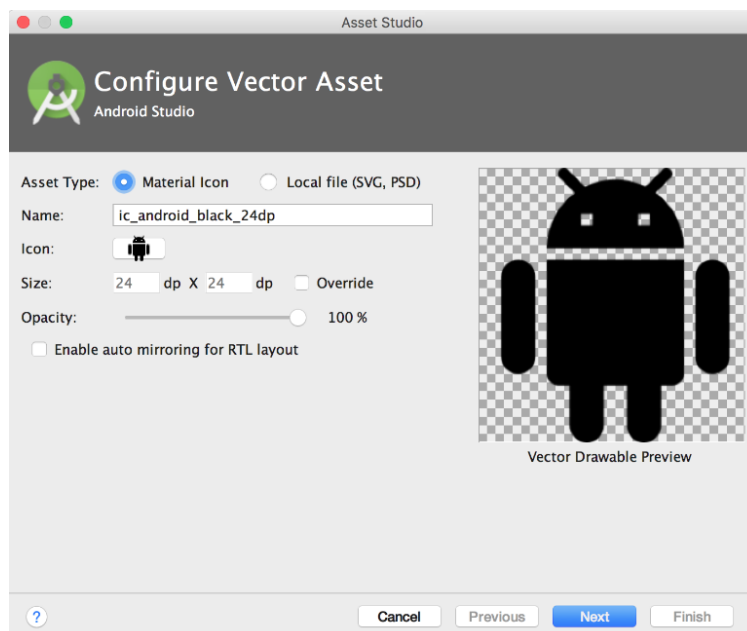 Asset Studio
Configure Vector Asset
Android Studio
Asset Type: Material Icon Local file (SVG, PSD)
Name: ic_android_black_24dp
Icon:
Size: 24 dp X 24 dp Override
Opacity: 100 %
Enable auto mirroring for RTL layout
Vector Drawable Preview
? Cancel Previous Next Finish